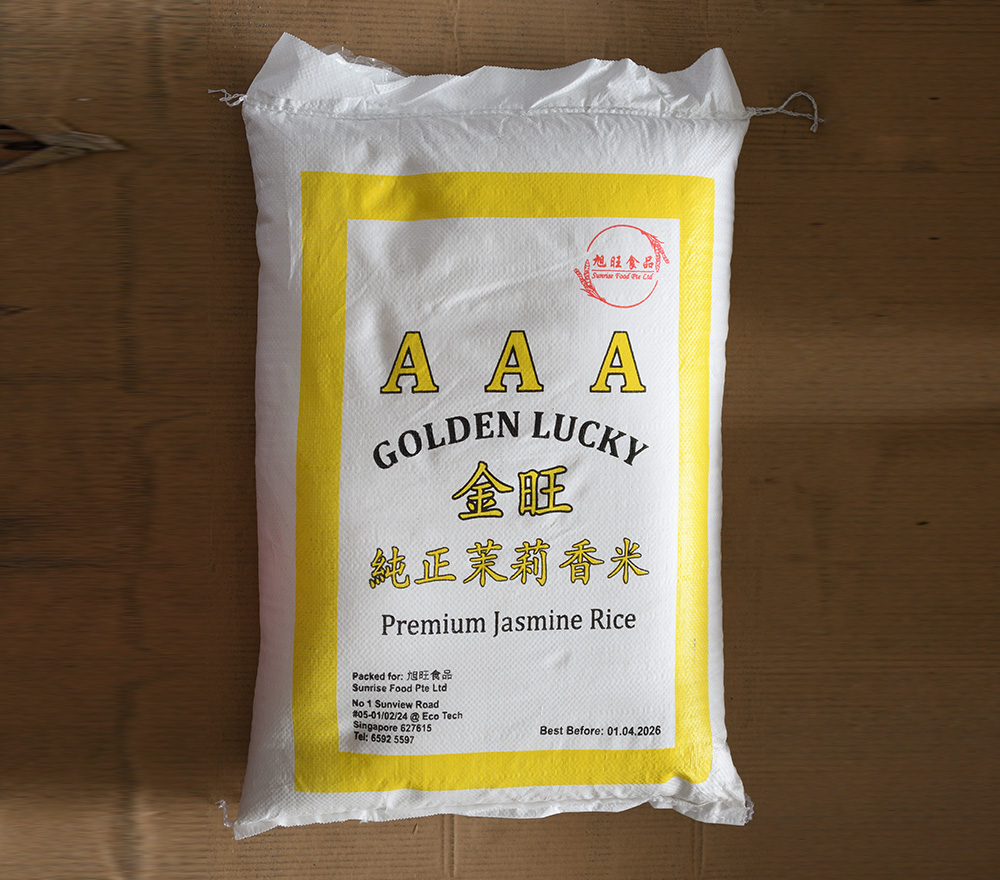 旭旺食品
Sunrise Food Pte Ltd
A A A
GOLDEN LUCKY
金旺
純正茉莉香米
Premium Jasmine Rice
Packed for: 旭旺食品
Sunrise Food Pte Ltd
No 1 Sunview Road
#05-01/02/24 @ Eco Tech
Singapore 627615
Tel: 6592 5597
Best Before: 01.04.2026